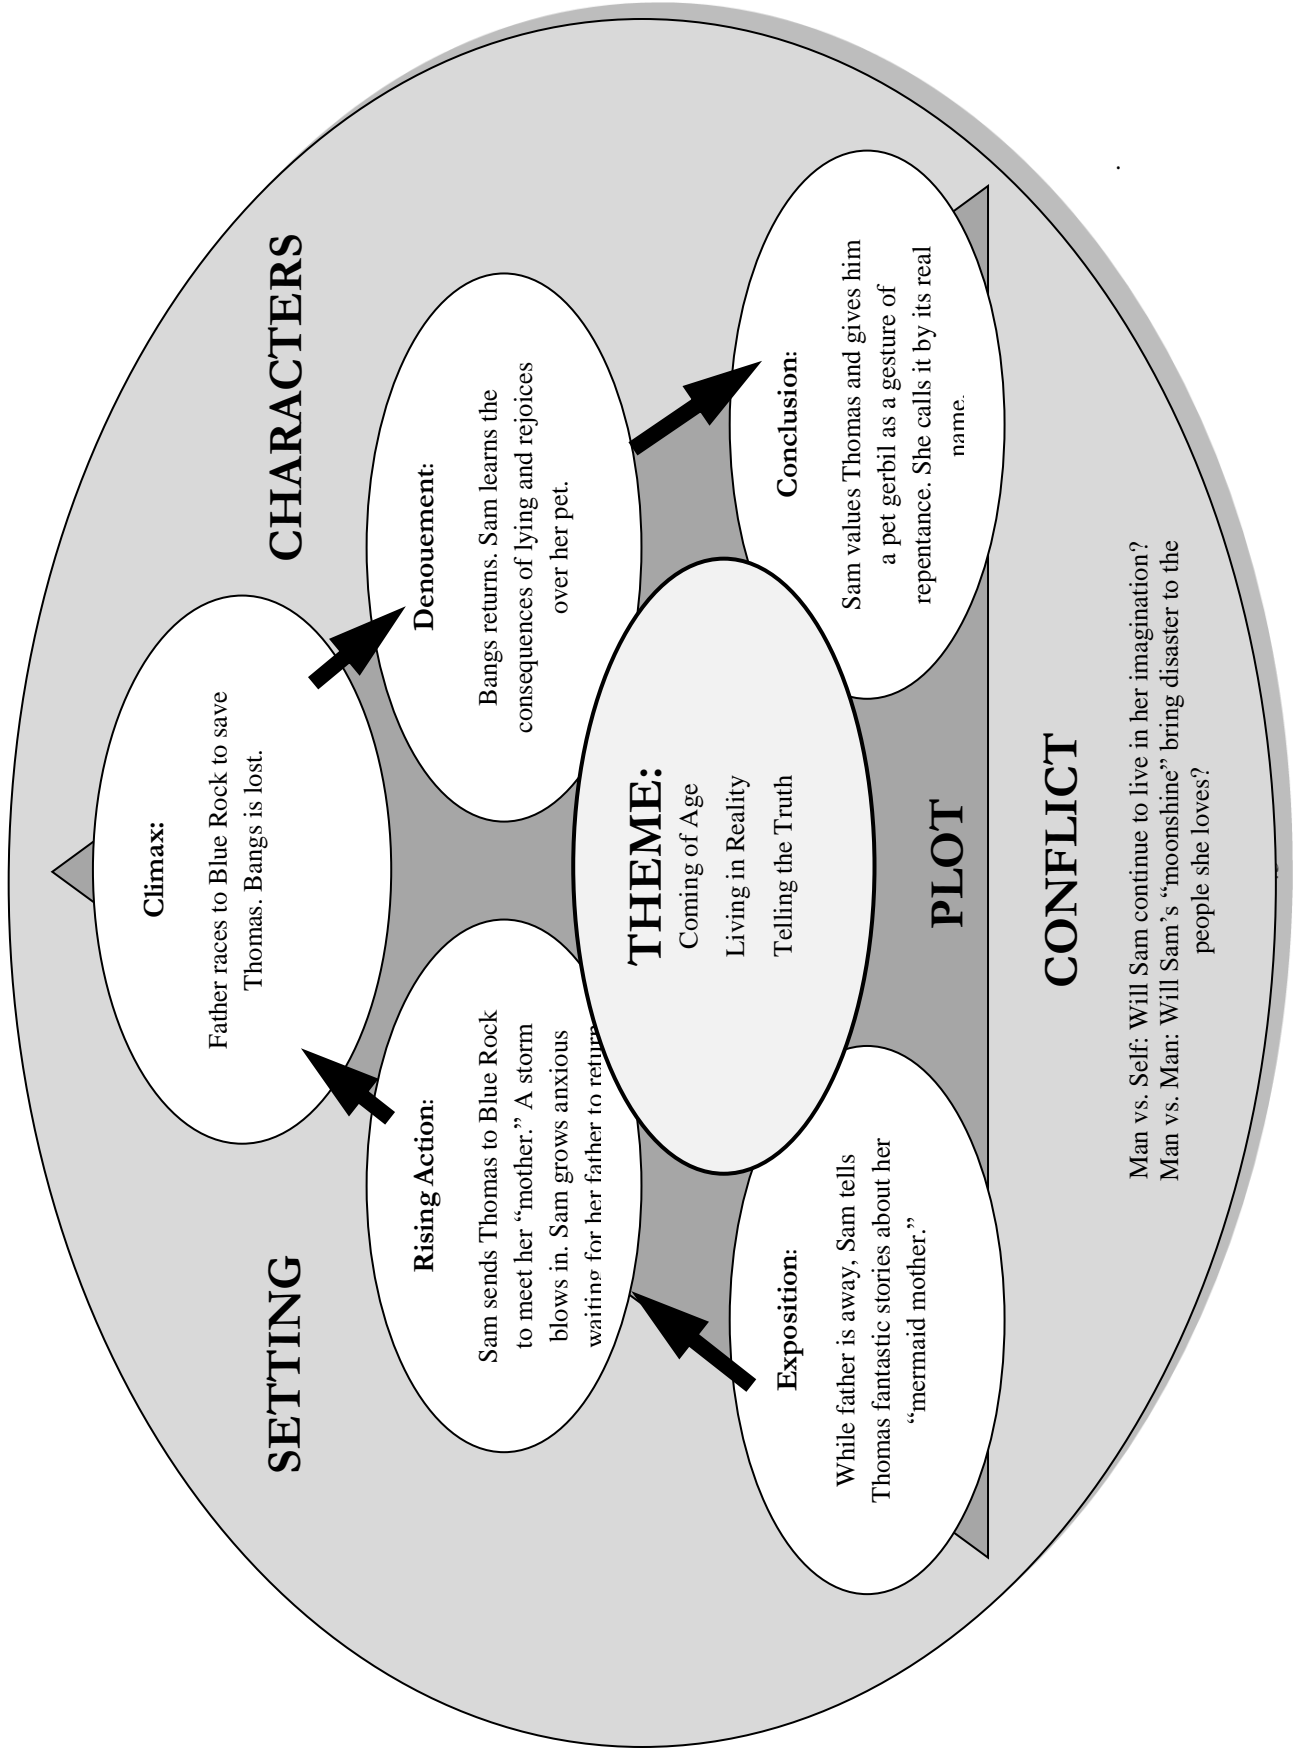 SETTING
CHARACTERS
Climax:
Father races to Blue Rock to save
Thomas. Bangs is lost.
Rising Action:
Sam sends Thomas to Blue Rock
to meet her “mother.” A storm
blows in. Sam grows anxious
waiting for her father to return
Denouement:
Bangs returns. Sam learns the
consequences of lying and rejoices
over her pet.
THEME:
Coming of Age
Living in Reality
Telling the Truth
Exposition:
While father is away, Sam tells
Thomas fantastic stories about her
“mermaid mother.”
Conclusion:
Sam values Thomas and gives him
a pet gerbil as a gesture of
repentance. She calls it by its real
name.
PLOT
CONFLICT
Man vs. Self: Will Sam continue to live in her imagination?
Man vs. Man: Will Sam’s “moonshine” bring disaster to the
people she loves?